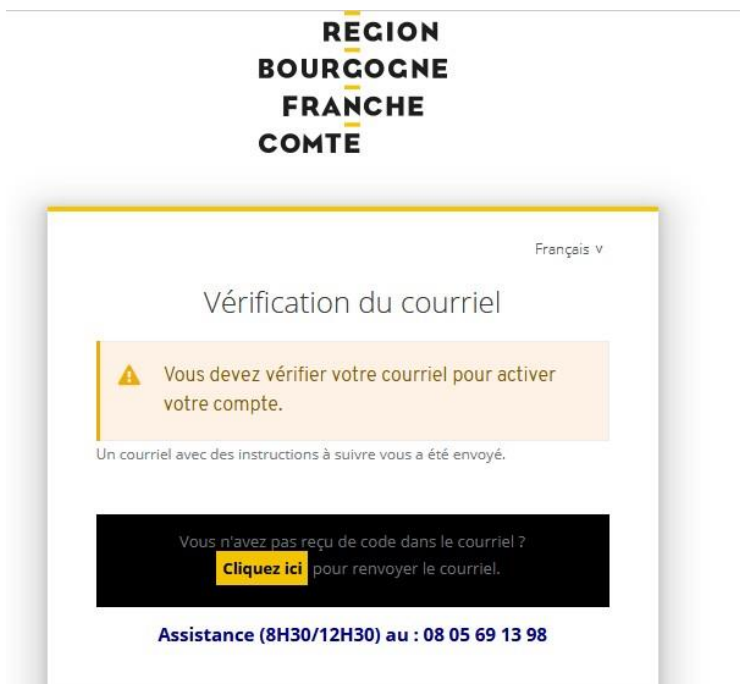 REGION
BOURGOGNE
FRANCHE
COMTE
Français v
Vérification du courriel
Vous devez vérifier votre courriel pour activer
votre compte.
Un courriel avec des instructions à suivre vous a été envoyé.
Vous n'avez pas reçu de code dans le courriel ?
Cliquez ici pour renvoyer le courriel.
Assistance (8H30/12H30) au : 08 05 69 13 98